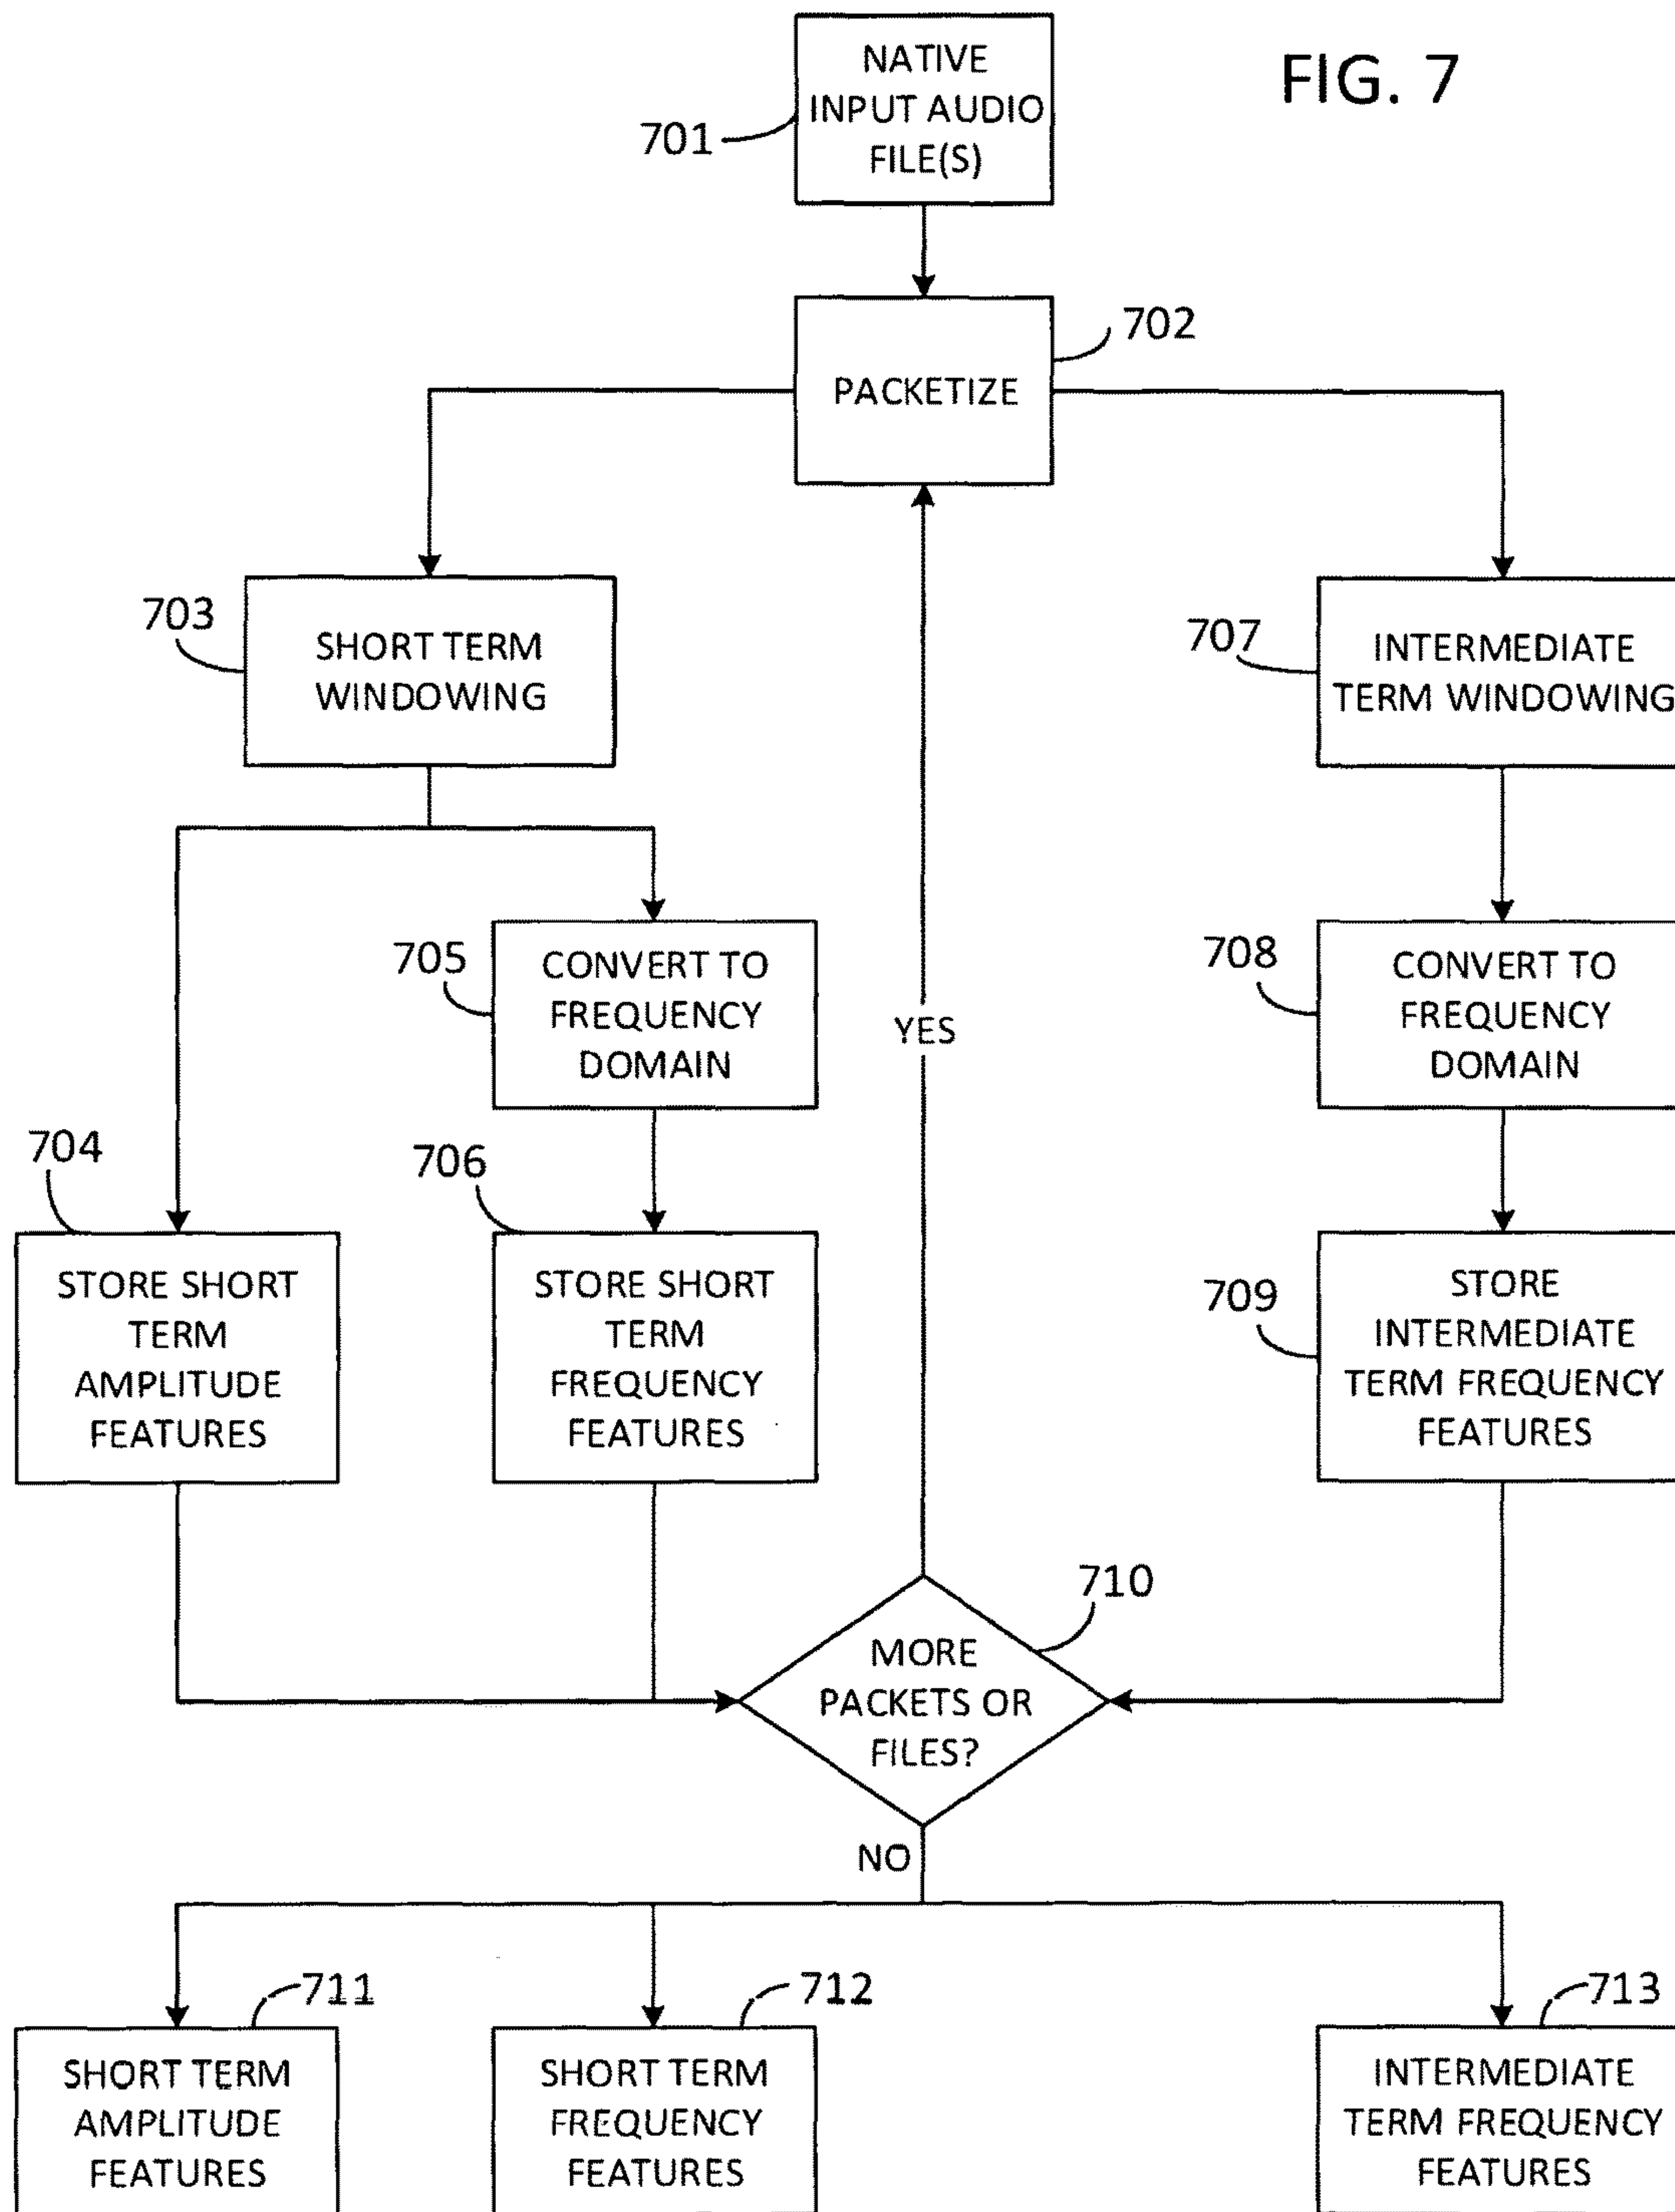 FIG. 7
NATIVE
INPUT AUDIO
FILE(S)
701
702
PACKETIZE
703
SHORT TERM
WINDOWING
707
INTERMEDIATE
TERM WINDOWING
705
CONVERT TO
FREQUENCY
DOMAIN
YES
708
CONVERT TO
FREQUENCY
DOMAIN
704
STORE SHORT
TERM
AMPLITUDE
FEATURES
706
STORE SHORT
TERM
FREQUENCY
FEATURES
709
STORE
INTERMEDIATE
TERM FREQUENCY
FEATURES
710
MORE
PACKETS OR
FILES?
NO
711
SHORT TERM
AMPLITUDE
FEATURES
712
SHORT TERM
FREQUENCY
FEATURES
713
INTERMEDIATE
TERM FREQUENCY
FEATURES